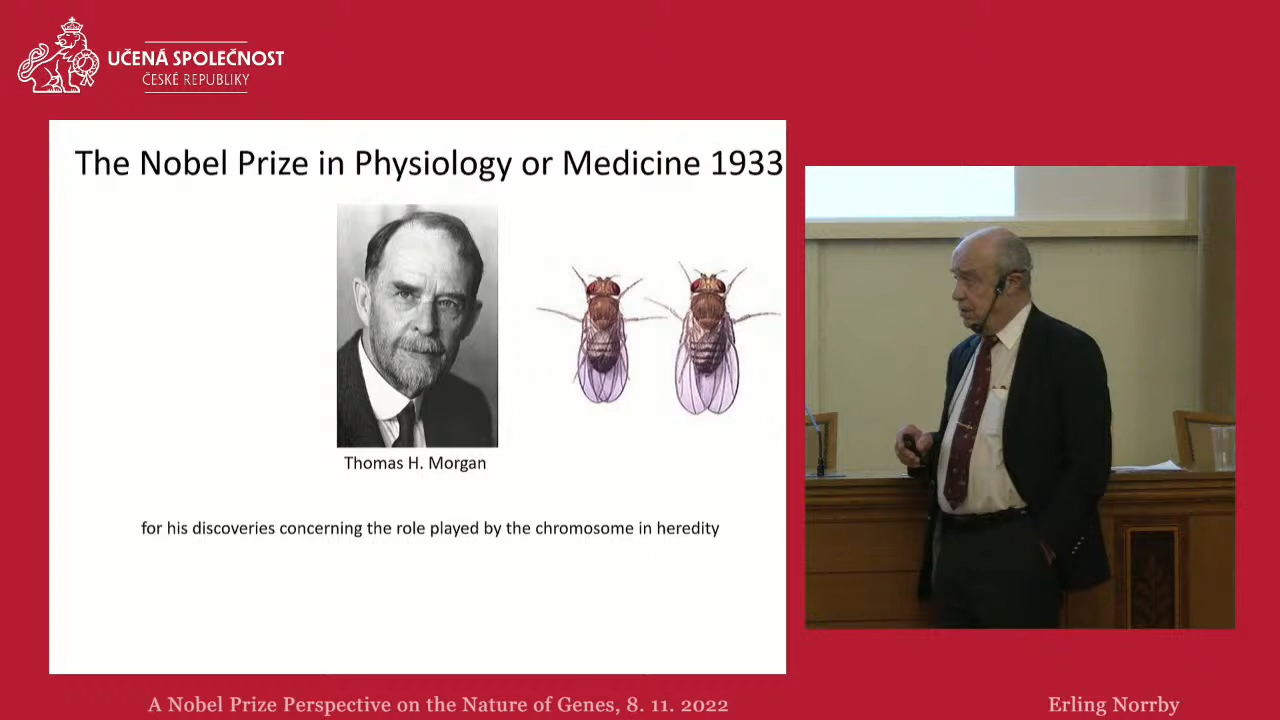 UČENÁ SPOLEČNOST
ČESKÉ REPUBLIKY
The Nobel Prize in Physiology or Medicine 1933
Thomas H. Morgan
for his discoveries concerning the role played by the chromosome in heredity
A Nobel Prize Perspective on the Nature of Genes, 8. 11. 2022
Erling Norrby